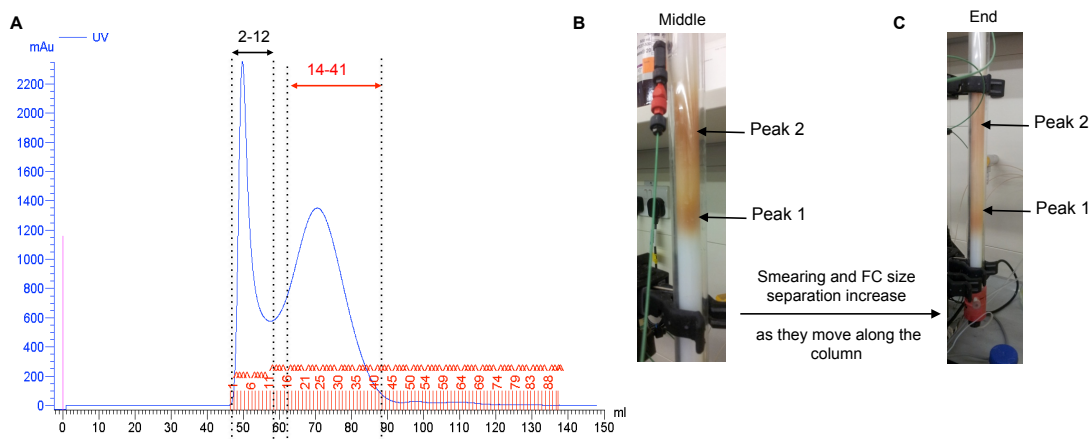 A
mAu
UV
2-12
14-41
2200
2000
1800
1600
1400
1200
1000
800
600
400
200
0
1 6 11 16 21 25 30 35 40 45 50 54 59 64 69 74 79 83 88
0 10 20 30 40 50 60 70 80 90 100 110 120 130 140 150 ml
B
Middle
Peak 2
Peak 1
Smearing and FC size
separation increase
as they move along the
column
C
End
Peak 2
Peak 1